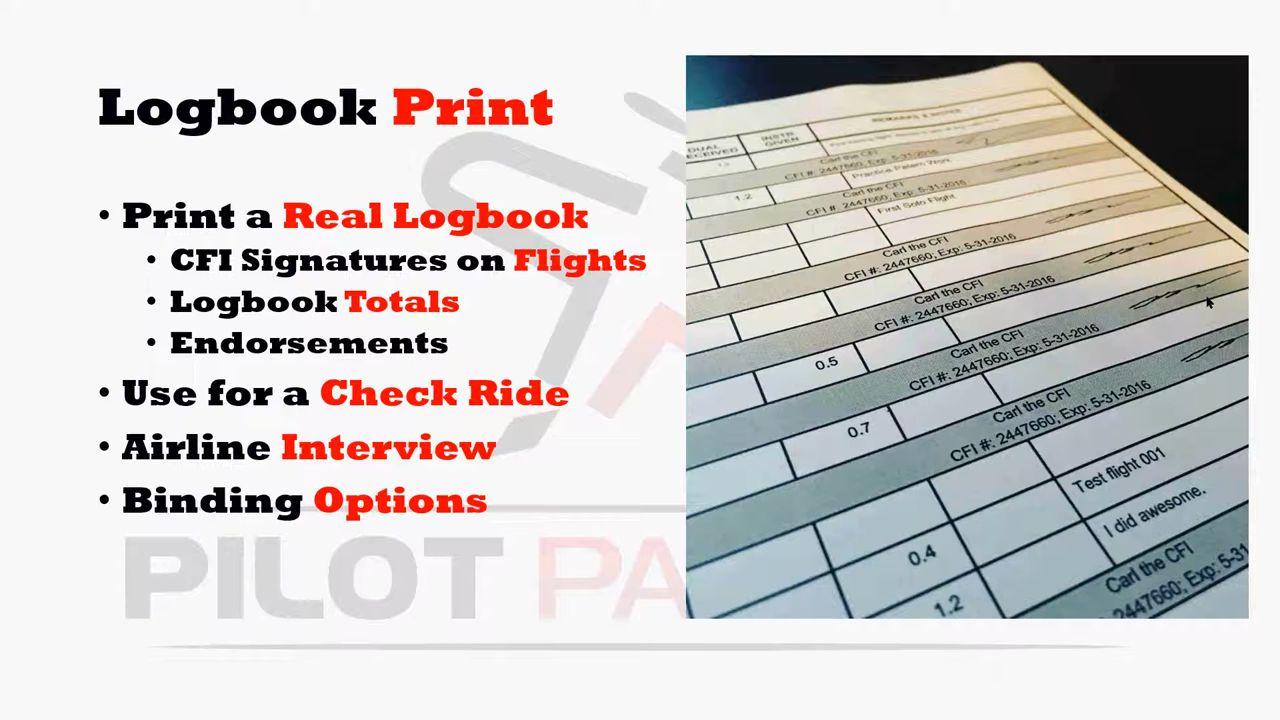 Logbook Print
• Print a Real Logbook
• CFI Signatures on Flights
• Logbook Totals
• Endorsements
• Use for a Check Ride
• Airline Interview
• Binding Options
PILOT PA
REMARKS & NOTES
DUAL
RECEIVED
INSTR
GIVEN
Carl the CFI
CFI #: 2447660; Exp: 5-31-2016
Practice Pattern Work
1.2
Carl the CFI
CFI #: 2447660; Exp: 5-31-2016
First Solo Flight
Carl the CFI
CFI #: 2447660; Exp: 5-31-2016
Carl the CFI
CFI #: 2447660; Exp: 5-31-2016
0.5
Carl the CFI
CFI #: 2447660; Exp: 5-31-2016
0.7
Carl the CFI
CFI #: 2447660; Exp: 5-31-2016
Test flight 001
0.4
I did awesome.
1.2
Carl the CFI
2447660; Exp: 5-31